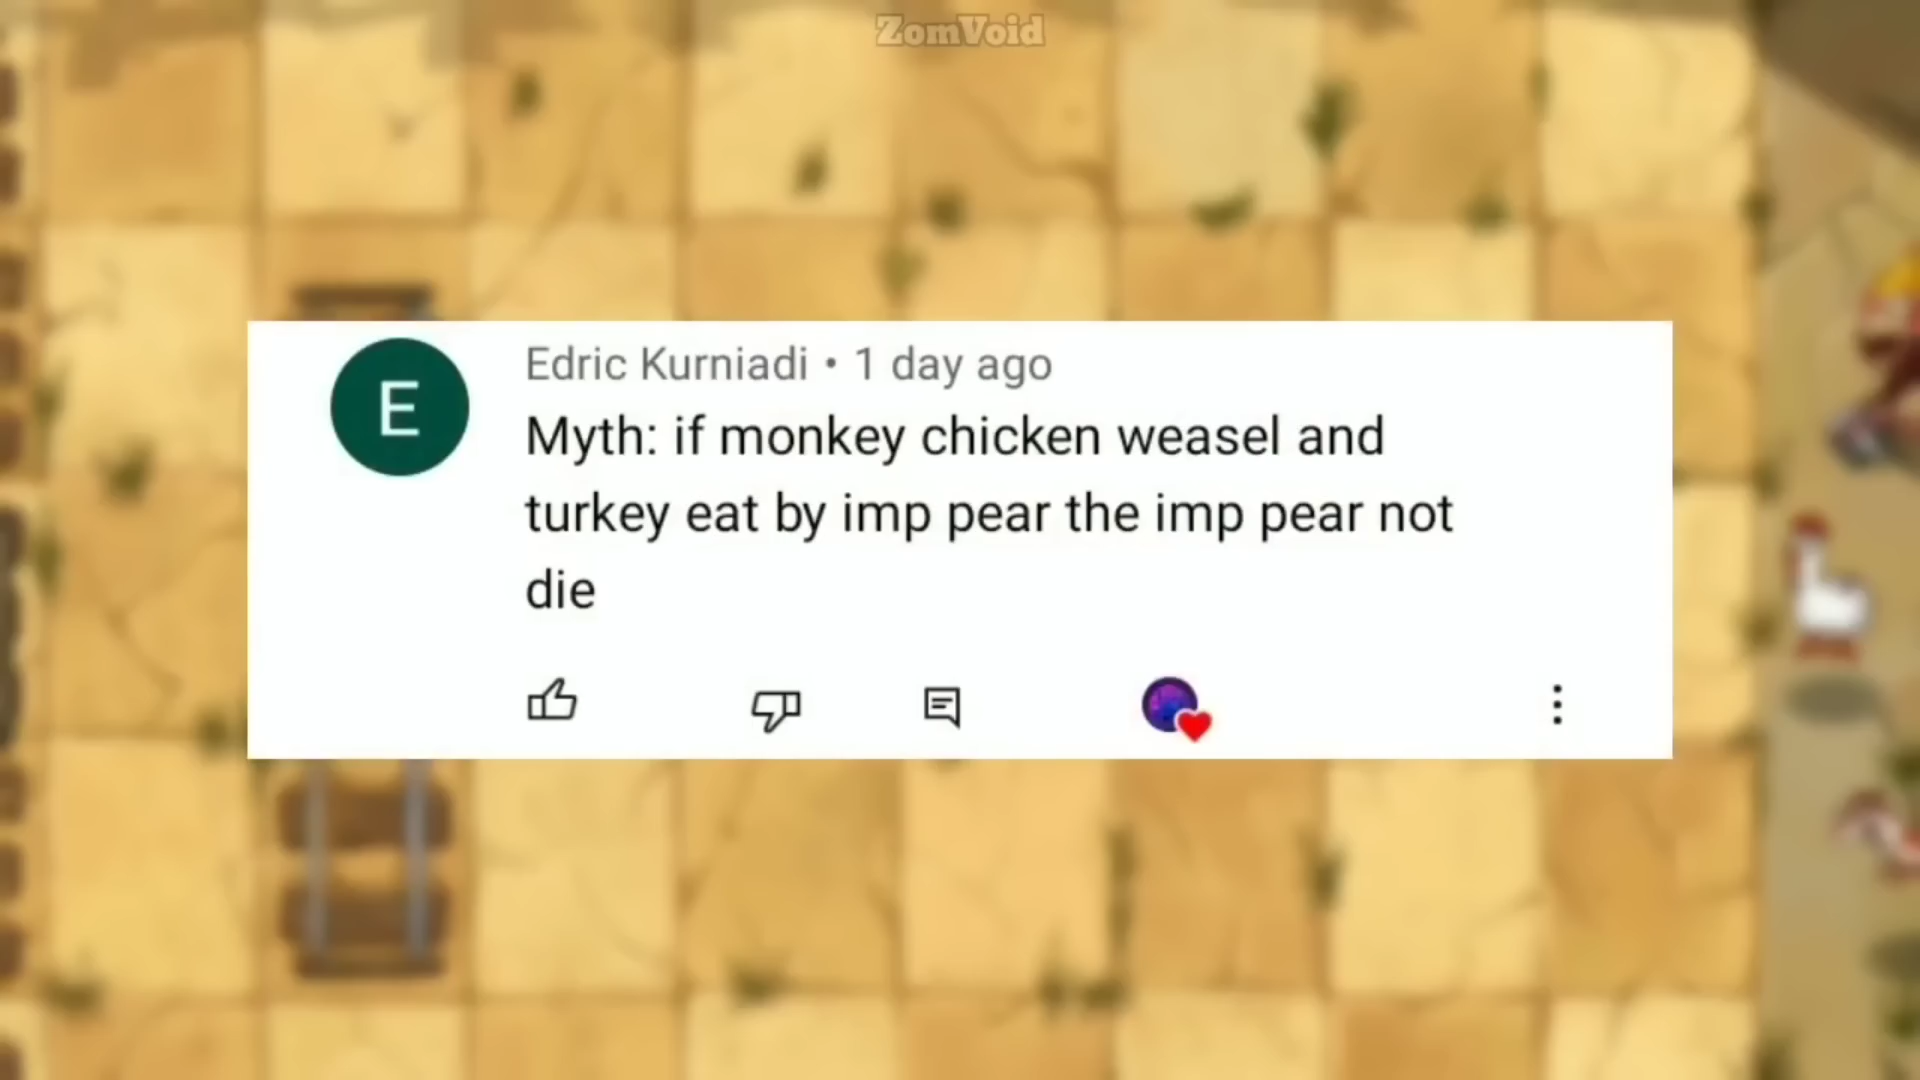 ZomVoid
E
Edric Kurniadi • 1 day ago
Myth: if monkey chicken weasel and
turkey eat by imp pear the imp pear not
die